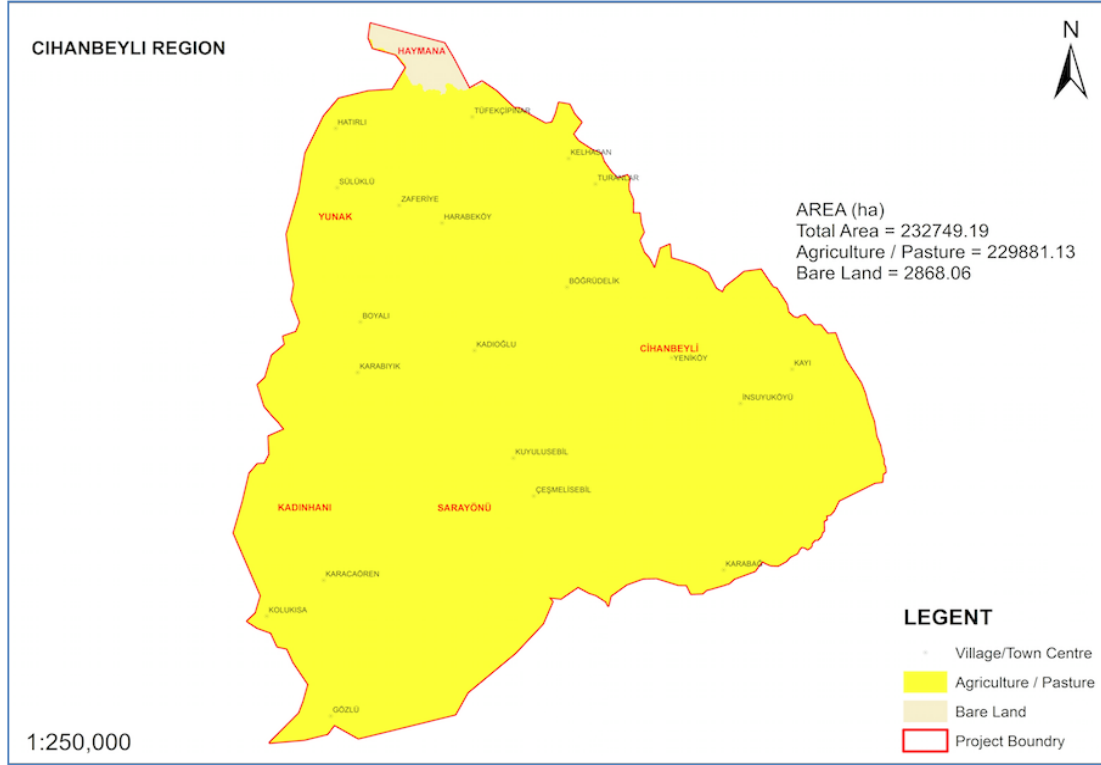 CIHANBEYLI REGION
N
HAYMANA
TÜFEKÇİPINAR
HATIRLI
KELHASAN
TURANLAR
SÜLÜKLÜ
ZAFERİYE
YUNAK
HARABEKÖY
AREA (ha)
Total Area = 232749.19
Agriculture / Pasture = 229881.13
Bare Land = 2868.06
BÖĞRÜDELİK
BOYALI
KADIOĞLU
CİHANBEYLİ
YENİKÖY
KAYI
KARABIYIK
İNSUYUKÖYÜ
KUYULUSEBİL
ÇEŞMELİSEBİL
KADINHANI
SARAYÖNÜ
KARABAĞ
KARACAÖREN
KOLUKISA
GÖZLÜ
LEGENT
Village/Town Centre
Agriculture / Pasture
Bare Land
Project Boundry
1:250,000